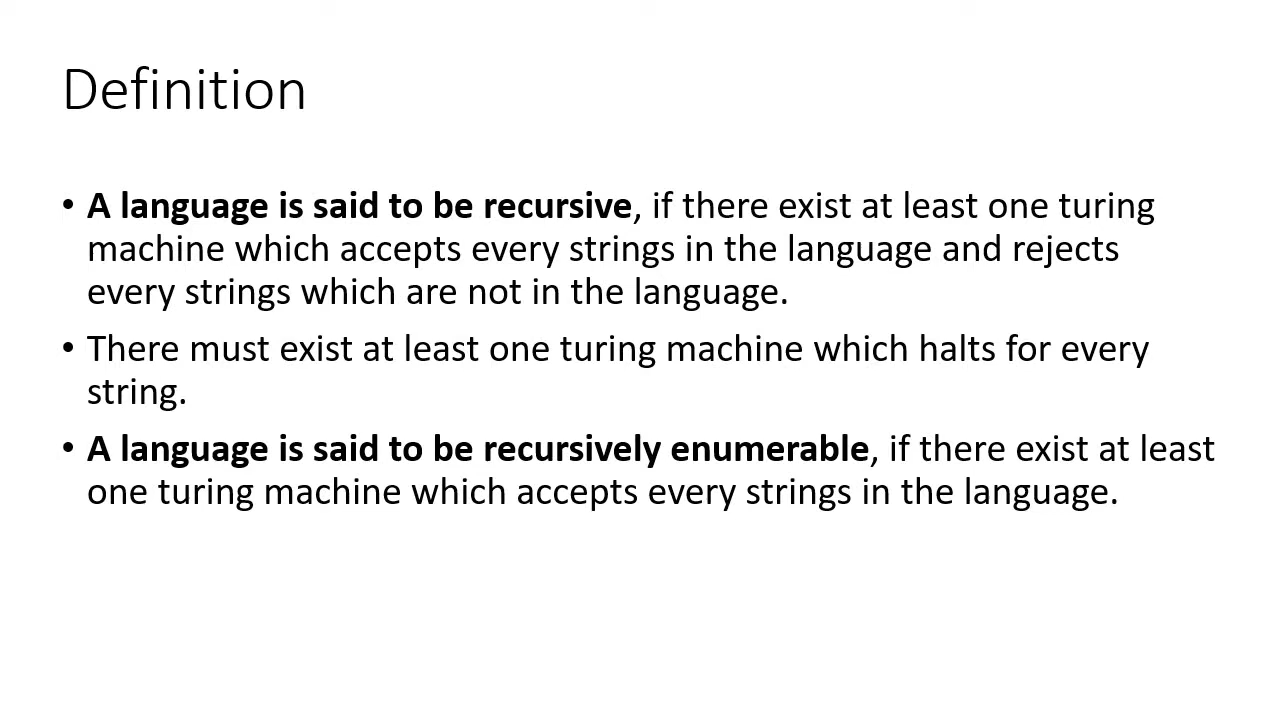 Definition
• A language is said to be recursive, if there exist at least one turing
machine which accepts every strings in the language and rejects
every strings which are not in the language.
• There must exist at least one turing machine which halts for every
string.
• A language is said to be recursively enumerable, if there exist at least
one turing machine which accepts every strings in the language.